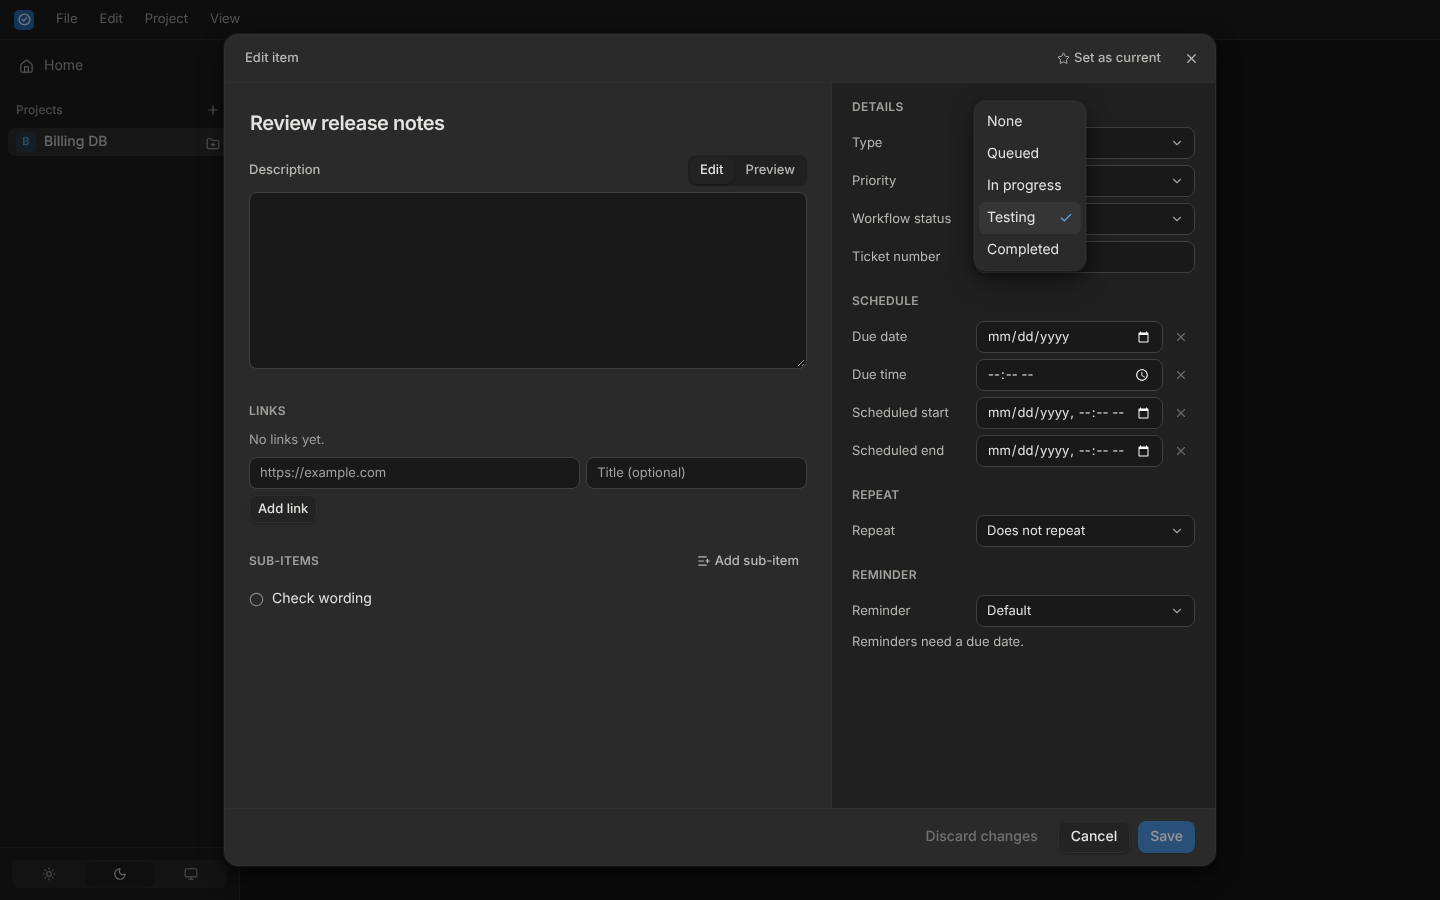 File Edit Project View
Home
Projects
B Billing DB
Edit item
Set as current
Review release notes
Description
Edit Preview
LINKS
No links yet.
https://example.com
Title (optional)
Add link
SUB-ITEMS
Add sub-item
Check wording
DETAILS
Type
Priority
Workflow status
Ticket number
None
Queued
In progress
Testing
Completed
SCHEDULE
Due date mm/dd/yyyy
Due time --:-- --
Scheduled start mm/dd/yyyy, --:-- --
Scheduled end mm/dd/yyyy, --:-- --
REPEAT
Repeat Does not repeat
REMINDER
Reminder Default
Reminders need a due date.
Discard changes Cancel Save